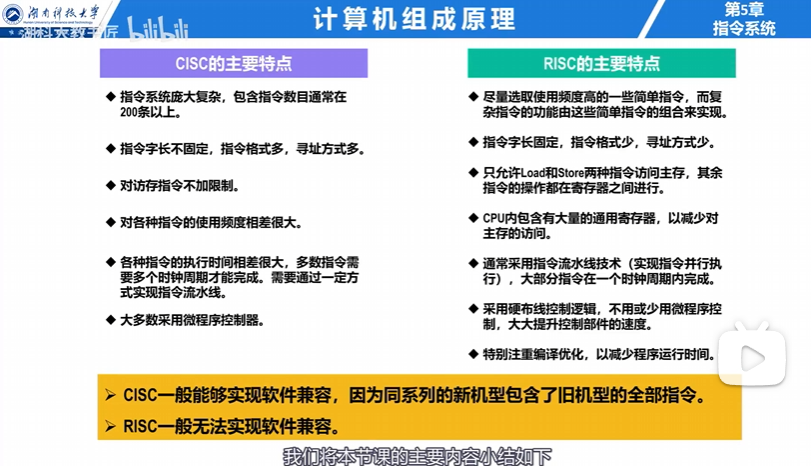 湖南科技大学
Hunan University of Science and Technology
计算机组成原理
第5章
指令系统
湖科大教书匠
bilibili
CISC的主要特点
◆ 指令系统庞大复杂，包含指令数目通常在
200条以上。
◆ 指令字长不固定，指令格式多，寻址方式多。
◆ 对访存指令不加限制。
◆ 对各种指令的使用频度相差很大。
◆ 各种指令的执行时间相差很大，多数指令需
要多个时钟周期才能完成。需要通过一定方
式实现指令流水线。
◆ 大多数采用微程序控制器。
RISC的主要特点
◆ 尽量选取使用频度高的一些简单指令，而复
杂指令的功能由这些简单指令的组合来实现。
◆ 指令字长固定，指令格式少，寻址方式少。
◆ 只允许Load和Store两种指令访问主存，其余
指令的操作都在寄存器之间进行。
◆ CPU内包含有大量的通用寄存器，以减少对
主存的访问。
◆ 通常采用指令流水线技术（实现指令并行执
行），大部分指令在一个时钟周期内完成。
◆ 采用硬布线控制逻辑，不用或少用微程序控
制，大大提升控制部件的速度。
◆ 特别注重编译优化，以减少程序运行时间。
➢ CISC一般能够实现软件兼容，因为同系列的新机型包含了旧机型的全部指令。
➢ RISC一般无法实现软件兼容。
我们将本节课的主要内容小结如下